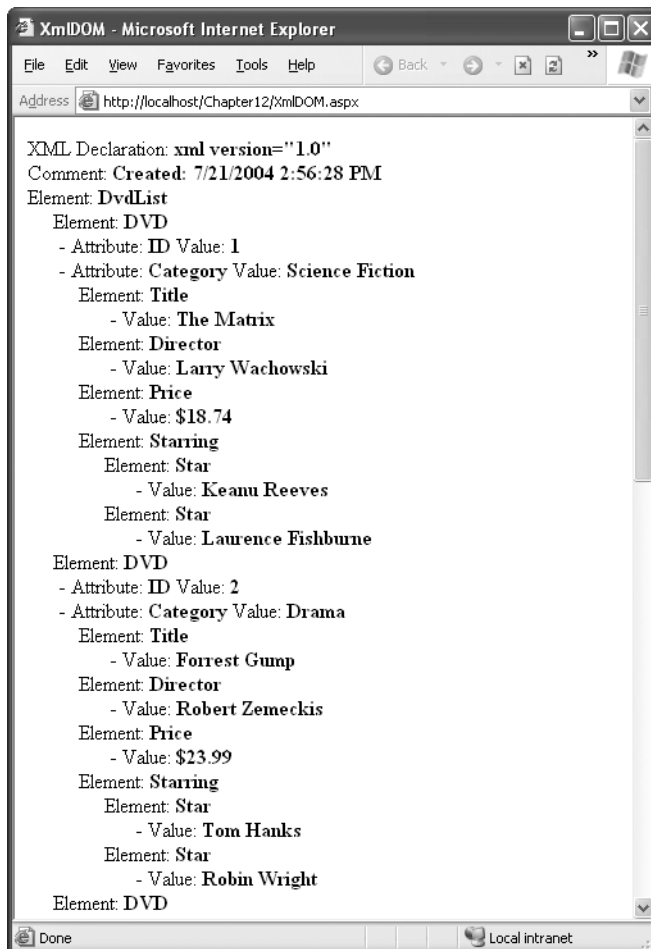 XmlDOM - Microsoft Internet Explorer
File Edit View Favorites Tools Help Back »
Address http://localhost/Chapter12/XmlDOM.aspx
XML Declaration: xml version="1.0"
Comment: Created: 7/21/2004 2:56:28 PM
Element: DvdList
Element: DVD
- Attribute: ID Value: 1
- Attribute: Category Value: Science Fiction
Element: Title
- Value: The Matrix
Element: Director
- Value: Larry Wachowski
Element: Price
- Value: $18.74
Element: Starring
Element: Star
- Value: Keanu Reeves
Element: Star
- Value: Laurence Fishburne
Element: DVD
- Attribute: ID Value: 2
- Attribute: Category Value: Drama
Element: Title
- Value: Forrest Gump
Element: Director
- Value: Robert Zemeckis
Element: Price
- Value: $23.99
Element: Starring
Element: Star
- Value: Tom Hanks
Element: Star
- Value: Robin Wright
Element: DVD
Done Local intranet